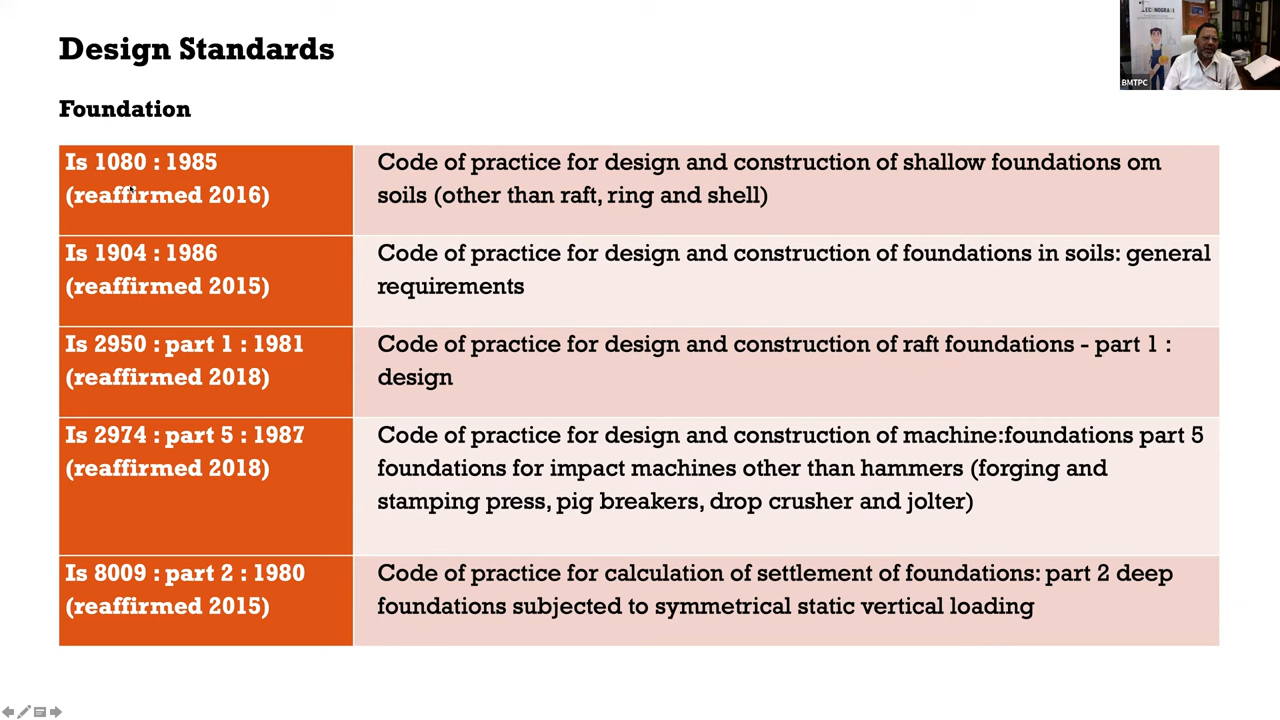 Design Standards
TECHNOGRAHI
BMTPC
Foundation
Is 1080 : 1985
(reaffirmed 2016)
Code of practice for design and construction of shallow foundations om
soils (other than raft, ring and shell)
Is 1904 : 1986
(reaffirmed 2015)
Code of practice for design and construction of foundations in soils: general
requirements
Is 2950 : part 1 : 1981
(reaffirmed 2018)
Code of practice for design and construction of raft foundations - part 1 :
design
Is 2974 : part 5 : 1987
(reaffirmed 2018)
Code of practice for design and construction of machine:foundations part 5
foundations for impact machines other than hammers (forging and
stamping press, pig breakers, drop crusher and jolter)
Is 8009 : part 2 : 1980
(reaffirmed 2015)
Code of practice for calculation of settlement of foundations: part 2 deep
foundations subjected to symmetrical static vertical loading